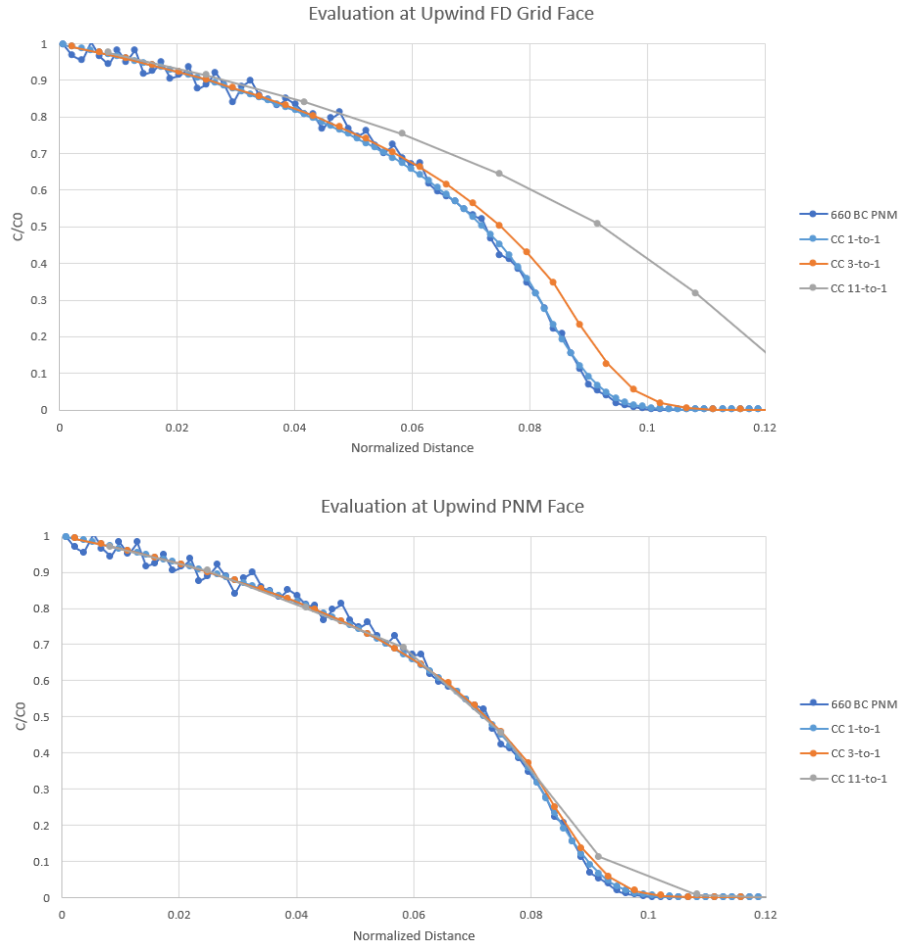 Evaluation at Upwind FD Grid Face
1
0.9
0.8
0.7
0.6
0.5
0.4
0.3
0.2
0.1
0
C/C0
0 0.02 0.04 0.06 0.08 0.1 0.12
Normalized Distance
660 BC PNM
CC 1-to-1
CC 3-to-1
CC 11-to-1
Evaluation at Upwind PNM Face
1
0.9
0.8
0.7
0.6
0.5
0.4
0.3
0.2
0.1
0
C/C0
0 0.02 0.04 0.06 0.08 0.1 0.12
Normalized Distance
660 BC PNM
CC 1-to-1
CC 3-to-1
CC 11-to-1